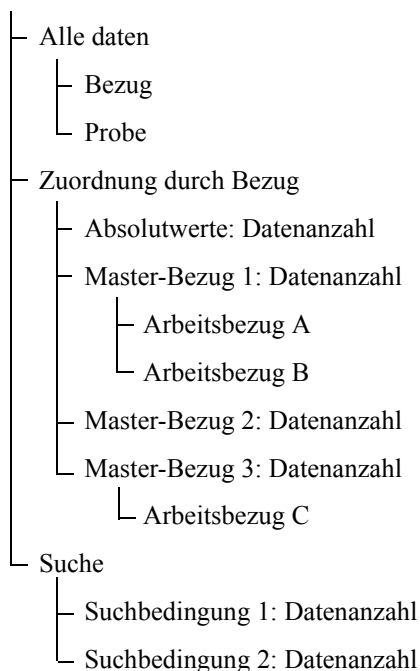 Alle daten
Bezug
Probe
Zuordnung durch Bezug
Absolutwerte: Datenanzahl
Master-Bezug 1: Datenanzahl
Arbeitsbezug A
Arbeitsbezug B
Master-Bezug 2: Datenanzahl
Master-Bezug 3: Datenanzahl
Arbeitsbezug C
Suche
Suchbedingung 1: Datenanzahl
Suchbedingung 2: Datenanzahl